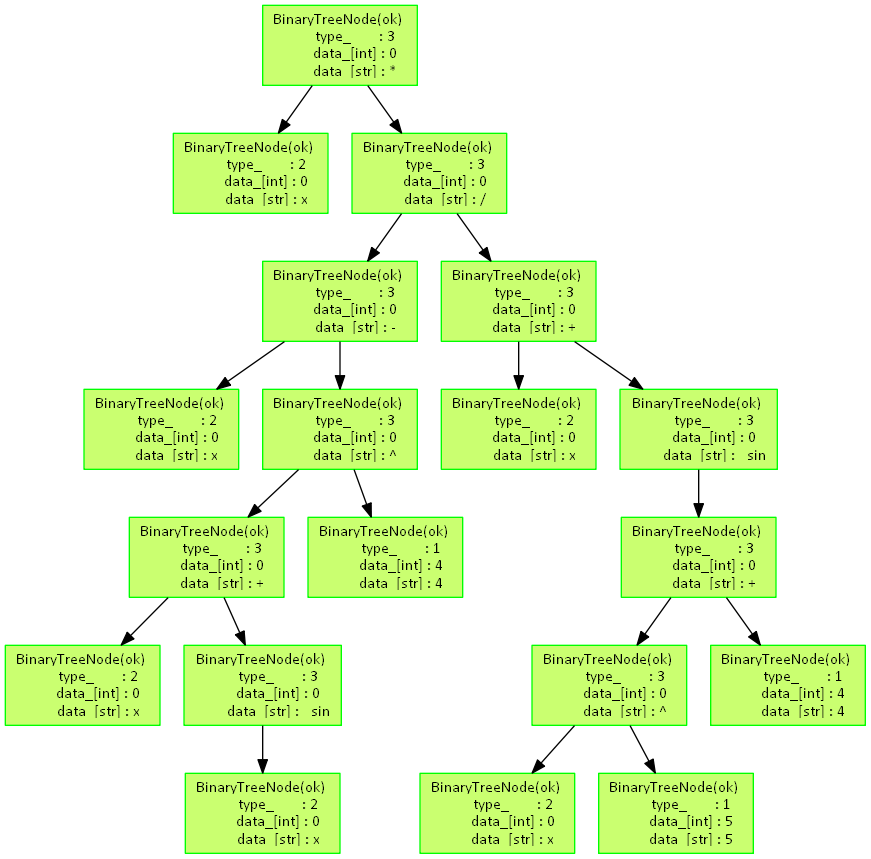 BinaryTreeNode(ok)
type_ : 3
data_[int] : 0
data_[str] : *
BinaryTreeNode(ok)
type_ : 2
data_[int] : 0
data_[str] : x
BinaryTreeNode(ok)
type_ : 3
data_[int] : 0
data_[str] : /
BinaryTreeNode(ok)
type_ : 3
data_[int] : 0
data_[str] : -
BinaryTreeNode(ok)
type_ : 3
data_[int] : 0
data_[str] : +
BinaryTreeNode(ok)
type_ : 2
data_[int] : 0
data_[str] : x
BinaryTreeNode(ok)
type_ : 3
data_[int] : 0
data_[str] : ^
BinaryTreeNode(ok)
type_ : 2
data_[int] : 0
data_[str] : x
BinaryTreeNode(ok)
type_ : 3
data_[int] : 0
data_[str] : sin
BinaryTreeNode(ok)
type_ : 3
data_[int] : 0
data_[str] : +
BinaryTreeNode(ok)
type_ : 1
data_[int] : 4
data_[str] : 4
BinaryTreeNode(ok)
type_ : 3
data_[int] : 0
data_[str] : +
BinaryTreeNode(ok)
type_ : 2
data_[int] : 0
data_[str] : x
BinaryTreeNode(ok)
type_ : 3
data_[int] : 0
data_[str] : sin
BinaryTreeNode(ok)
type_ : 3
data_[int] : 0
data_[str] : ^
BinaryTreeNode(ok)
type_ : 1
data_[int] : 4
data_[str] : 4
BinaryTreeNode(ok)
type_ : 2
data_[int] : 0
data_[str] : x
BinaryTreeNode(ok)
type_ : 2
data_[int] : 0
data_[str] : x
BinaryTreeNode(ok)
type_ : 1
data_[int] : 5
data_[str] : 5